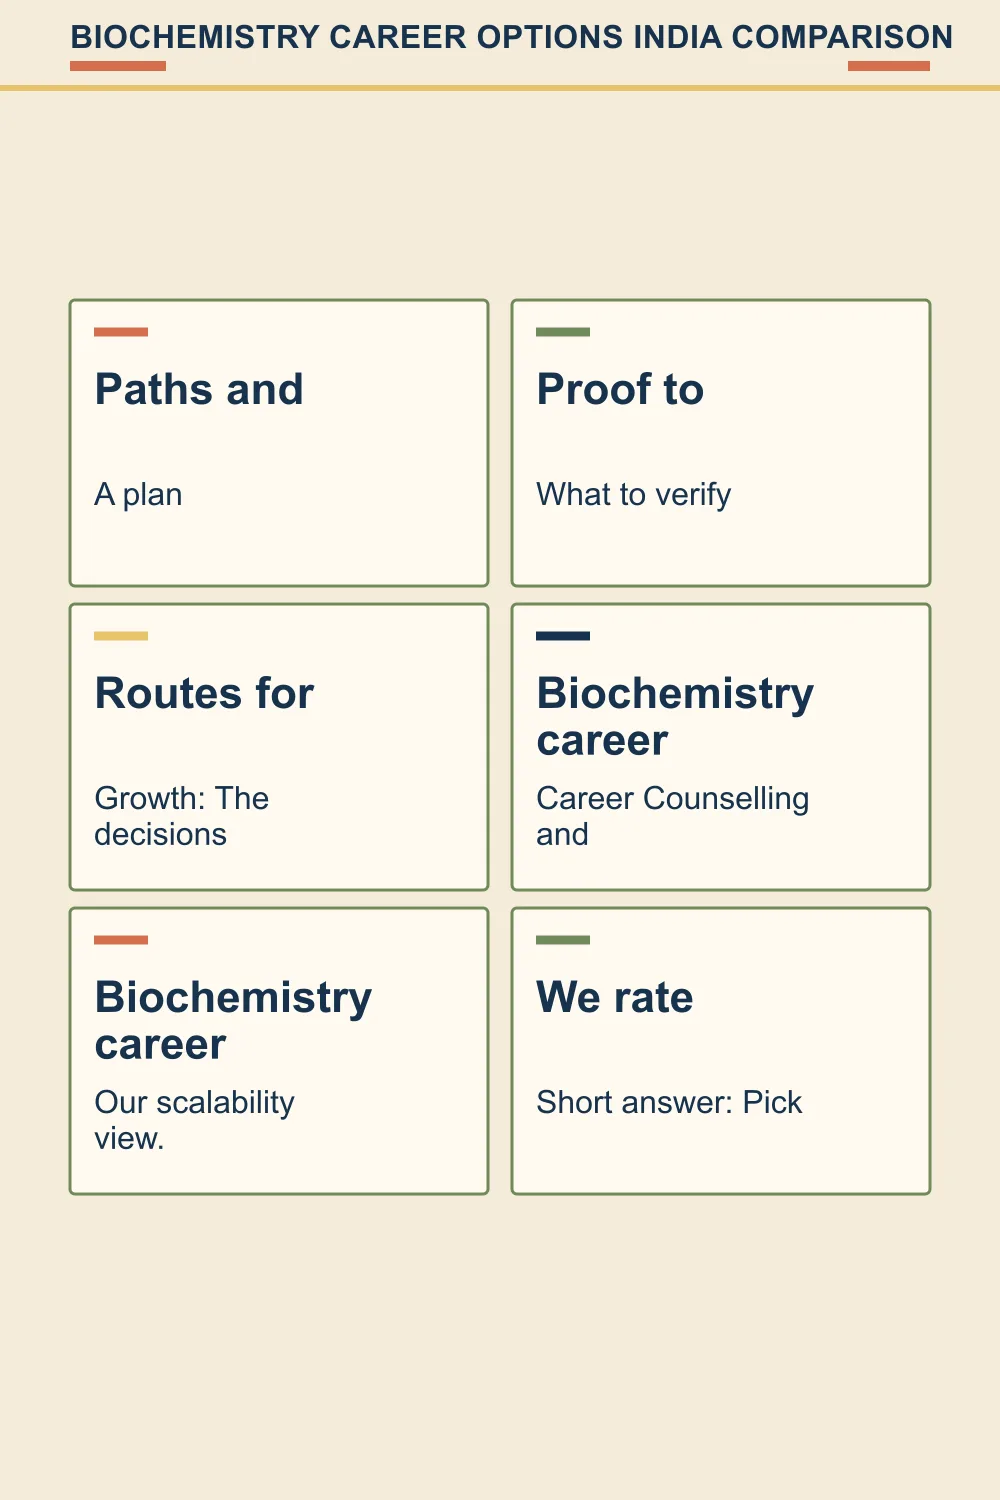 BIOCHEMISTRY CAREER OPTIONS INDIA COMPARISON
Paths and
A plan
Proof to
What to verify
Routes for
Growth: The
decisions
Biochemistry
career
Career Counselling
and
Biochemistry
career
Our scalability
view.
We rate
Short answer: Pick